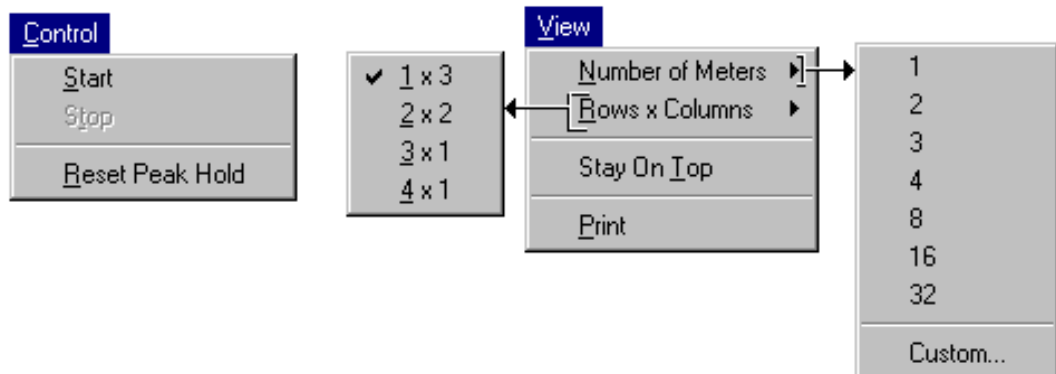 Control
Start
Stop
Reset Peak Hold
1 x 3
2 x 2
3 x 1
4 x 1
View
Number of Meters
Rows x Columns
Stay On Top
Print
1
2
3
4
8
16
32
Custom...